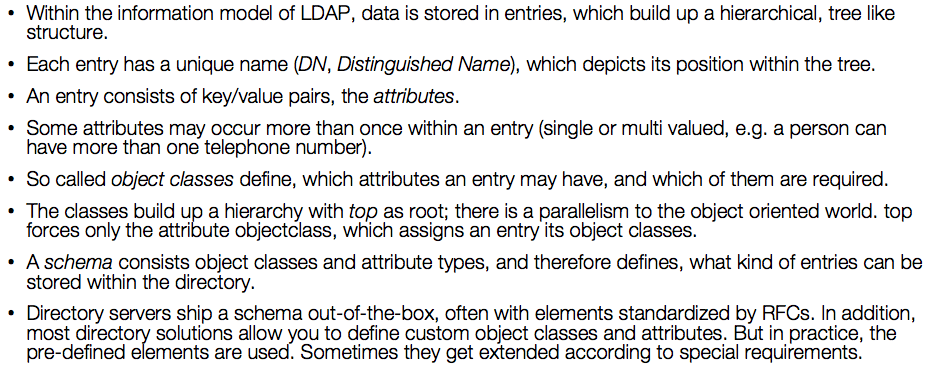 • Within the information model of LDAP, data is stored in entries, which build up a hierarchical, tree like
structure.
• Each entry has a unique name (DN, Distinguished Name), which depicts its position within the tree.
• An entry consists of key/value pairs, the attributes.
• Some attributes may occur more than once within an entry (single or multi valued, e.g. a person can
have more than one telephone number).
• So called object classes define, which attributes an entry may have, and which of them are required.
• The classes build up a hierarchy with top as root; there is a parallelism to the object oriented world. top
forces only the attribute objectclass, which assigns an entry its object classes.
• A schema consists object classes and attribute types, and therefore defines, what kind of entries can be
stored within the directory.
• Directory servers ship a schema out-of-the-box, often with elements standardized by RFCs. In addition,
most directory solutions allow you to define custom object classes and attributes. But in practice, the
pre-defined elements are used. Sometimes they get extended according to special requirements.